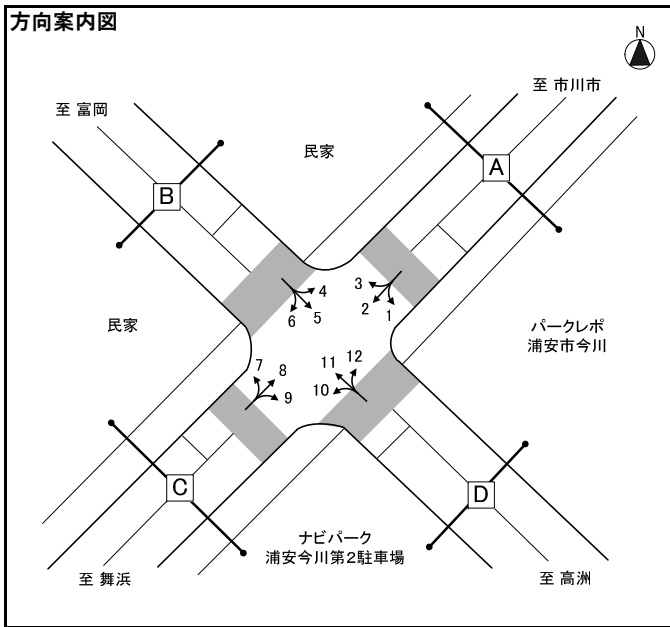 方向案内図
N
至 市川市
至 富岡
民家
A
B
3
4
2
1
6
5
民家
パークレポ
浦安市今川
7
8
11
12
9
10
C
D
ナビパーク
浦安今川第2駐車場
至 舞浜
至 高洲